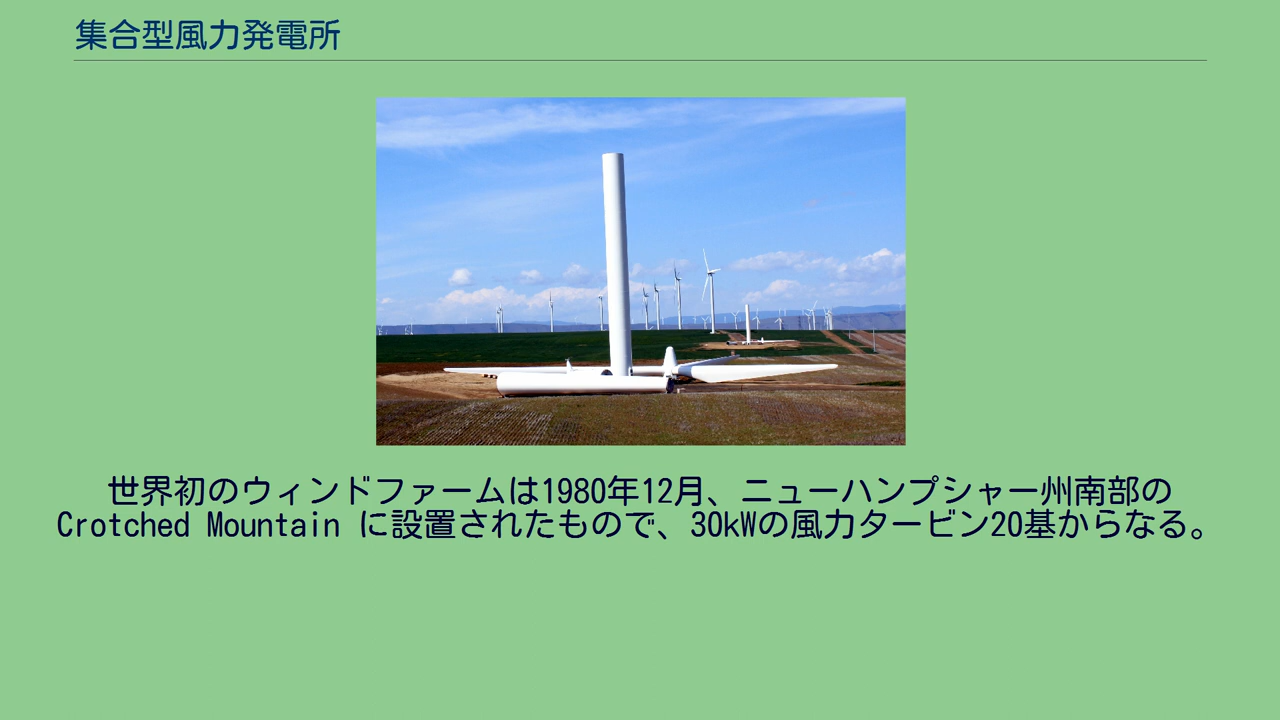 集合型風力発電所
世界初のウィンドファームは1980年12月、ニューハンプシャー州南部の
Crotched Mountain に設置されたもので、30kWの風力タービン20基からなる。